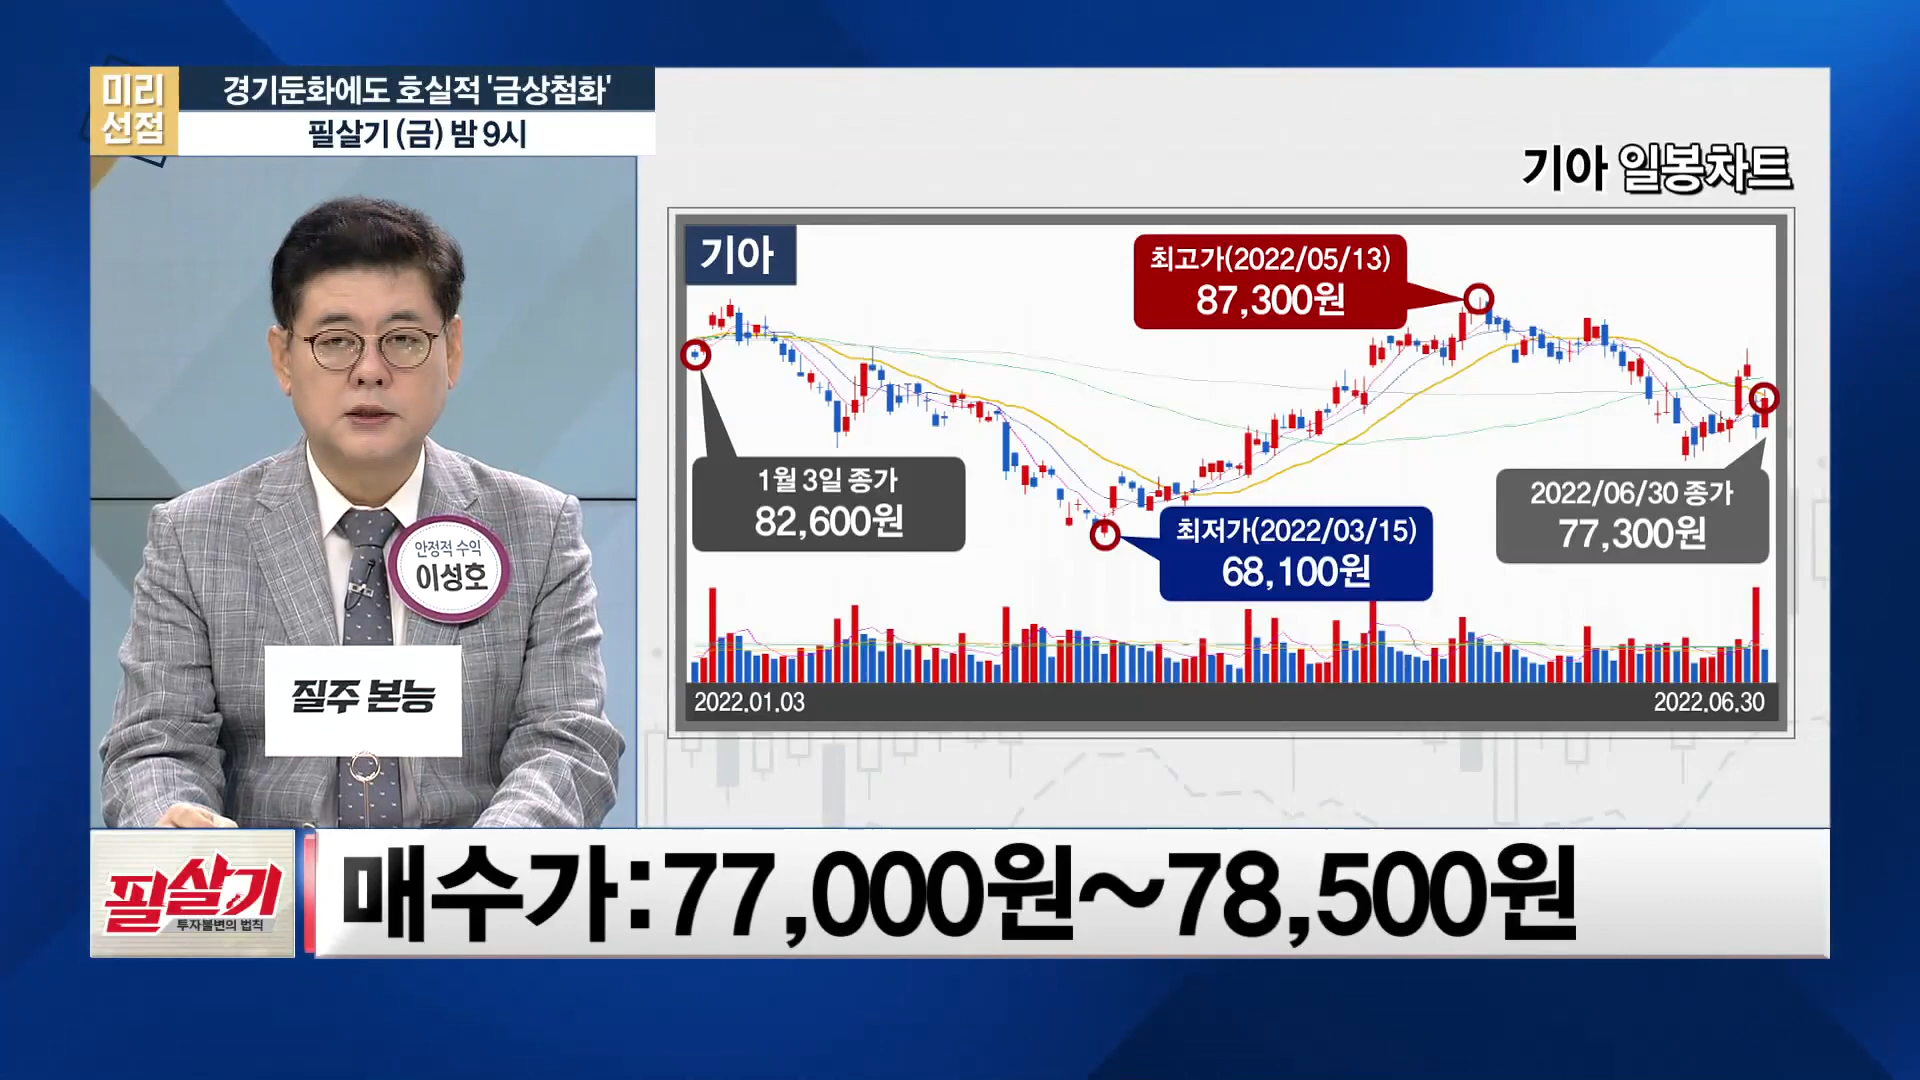 미리
선점
경기둔화에도 호실적 '금상첨화'
필살기 (금) 밤 9시
기아 일봉차트
기아
최고가(2022/05/13)
87,300원
1월 3일 종가
82,600원
최저가(2022/03/15)
68,100원
2022/06/30 종가
77,300원
2022.01.03
2022.06.30
안정적 수익
이성호
질주 본능
필살기
투자불변의 법칙
매수가:77,000원~78,500원